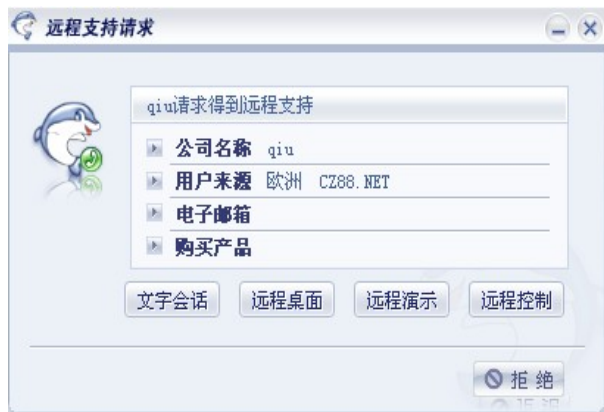 远程支持请求
qiu请求得到远程支持
公司名称 qiu
用户来源 欧洲 CZ88.NET
电子邮箱
购买产品
文字会话 远程桌面 远程演示 远程控制
拒绝